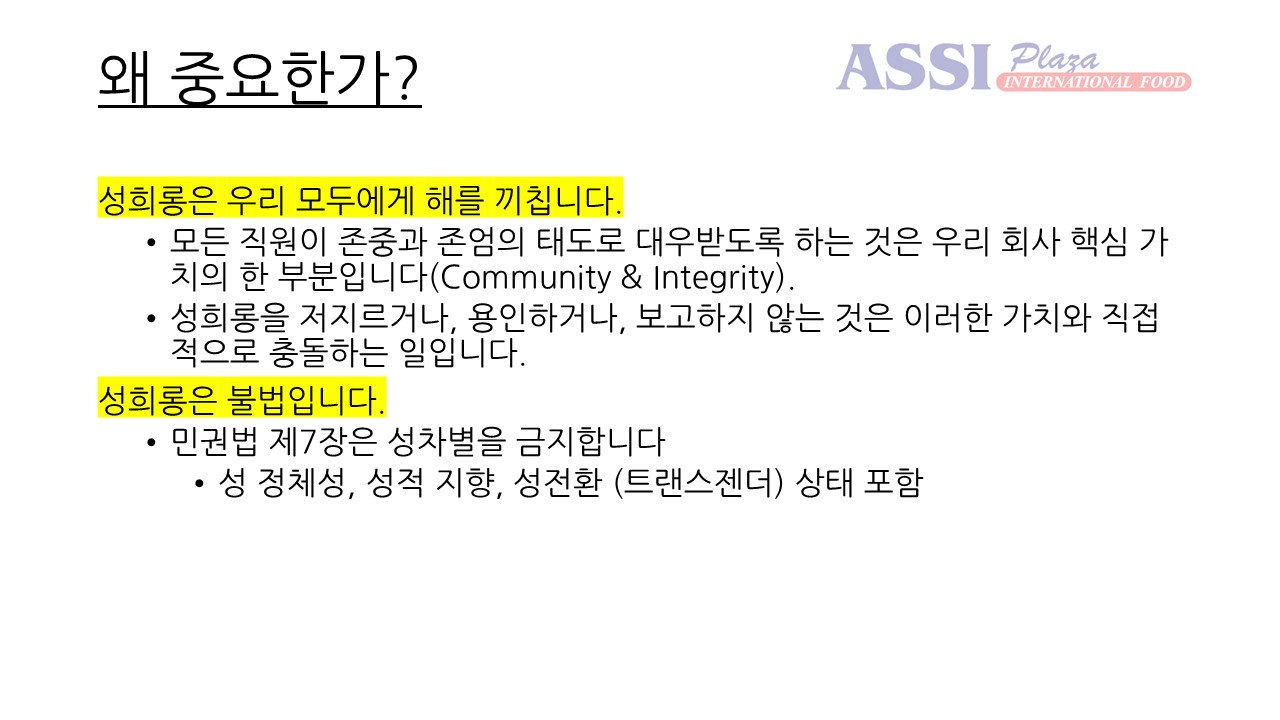 왜 중요한가?
ASSI Plaza
INTERNATIONAL FOOD
성희롱은 우리 모두에게 해를 끼칩니다.
• 모든 직원이 존중과 존엄의 태도로 대우받도록 하는 것은 우리 회사 핵심 가
치의 한 부분입니다(Community & Integrity).
• 성희롱을 저지르거나, 용인하거나, 보고하지 않는 것은 이러한 가치와 직접
적으로 충돌하는 일입니다.
성희롱은 불법입니다.
• 민권법 제7장은 성차별을 금지합니다
• 성 정체성, 성적 지향, 성전환 (트랜스젠더) 상태 포함